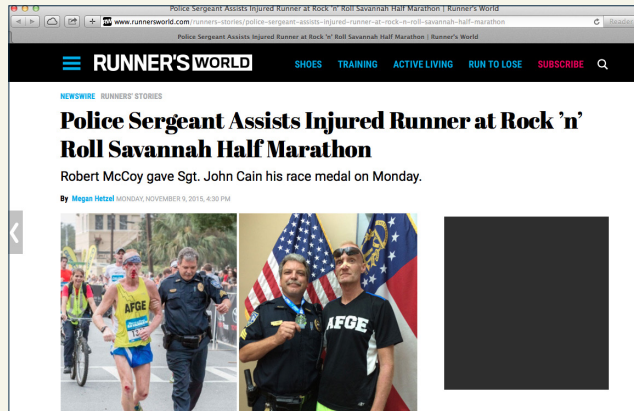 Police Sergeant Assists Injured Runner at Rock 'n' Roll Savannah Half Marathon | Runner's World
www.runnersworld.com/runners-stories/police-sergeant-assists-injured-runner-at-rock-n-roll-savannah-half-marathon
Reader
Police Sergeant Assists Injured Runner at Rock 'n' Roll Savannah Half Marathon | Runner's World
RUNNER'S WORLD SHOES TRAINING ACTIVE LIVING RUN TO LOSE SUBSCRIBE
NEWSWIRE RUNNERS' STORIES
Police Sergeant Assists Injured Runner at Rock ’n’
Roll Savannah Half Marathon
Robert McCoy gave Sgt. John Cain his race medal on Monday.
By Megan Hetzel MONDAY, NOVEMBER 9, 2015, 4:30 PM
AFGE
AFGE